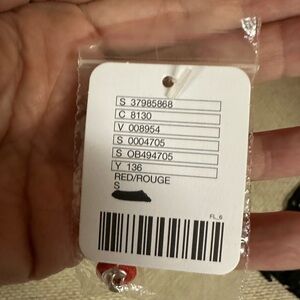 S 37985868
C 8130
V 008954
S 0004705
S OB494705
Y 136
RED/ROUGE
S
FL_6